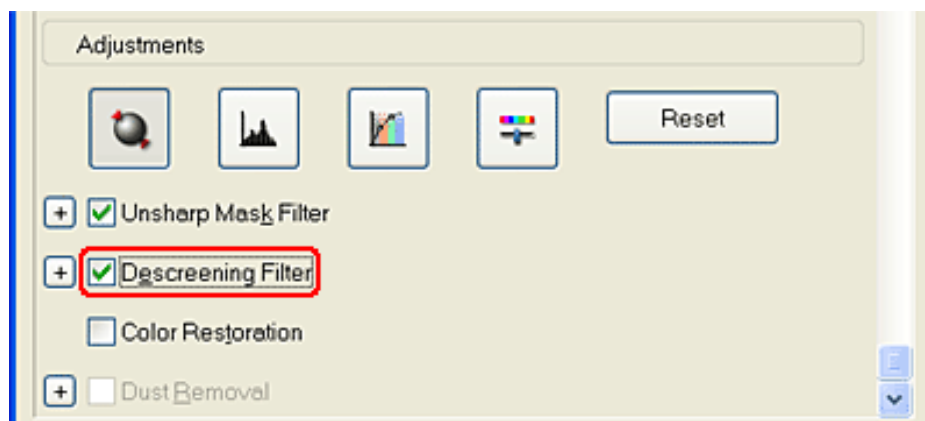 Adjustments
Reset
Unsharp Mask Filter
Descreening Filter
Color Restoration
Dust Removal